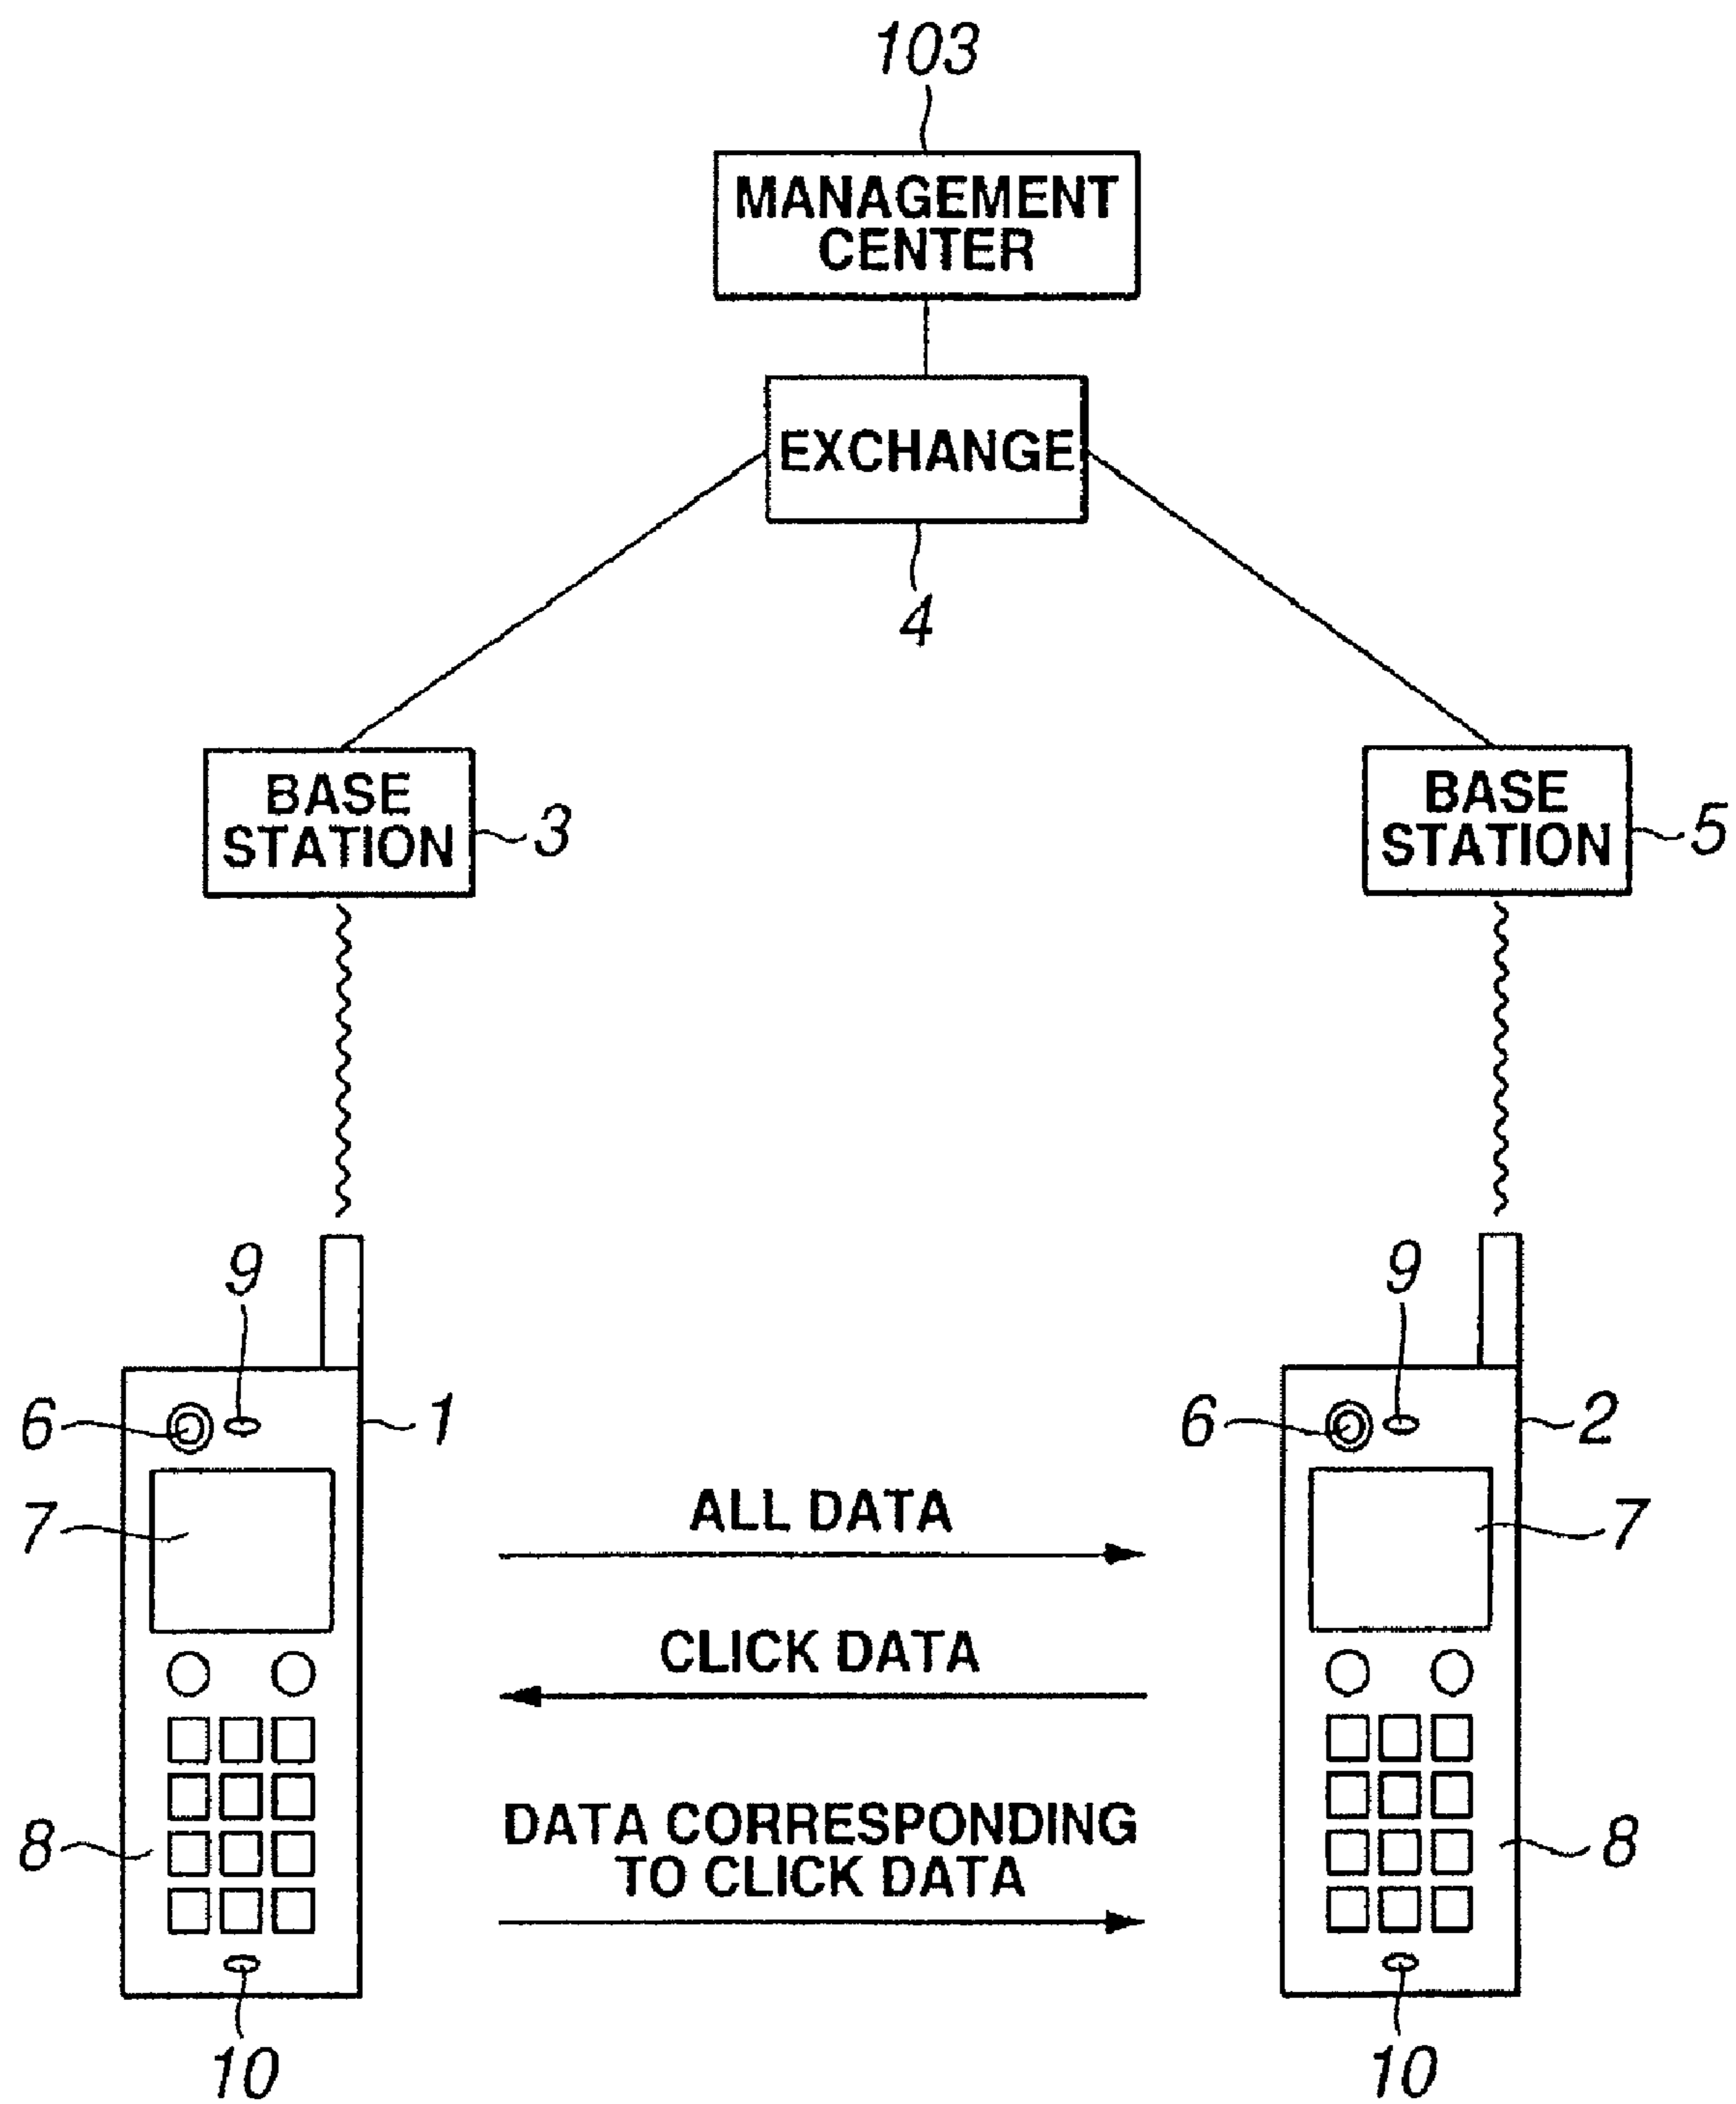 103
MANAGEMENT
CENTER
EXCHANGE
4
BASE
STATION
3
BASE
STATION
5
9
9
6
1
6
2
7
ALL DATA
7
CLICK DATA
DATA CORRESPONDING
TO CLICK DATA
8
8
10
10